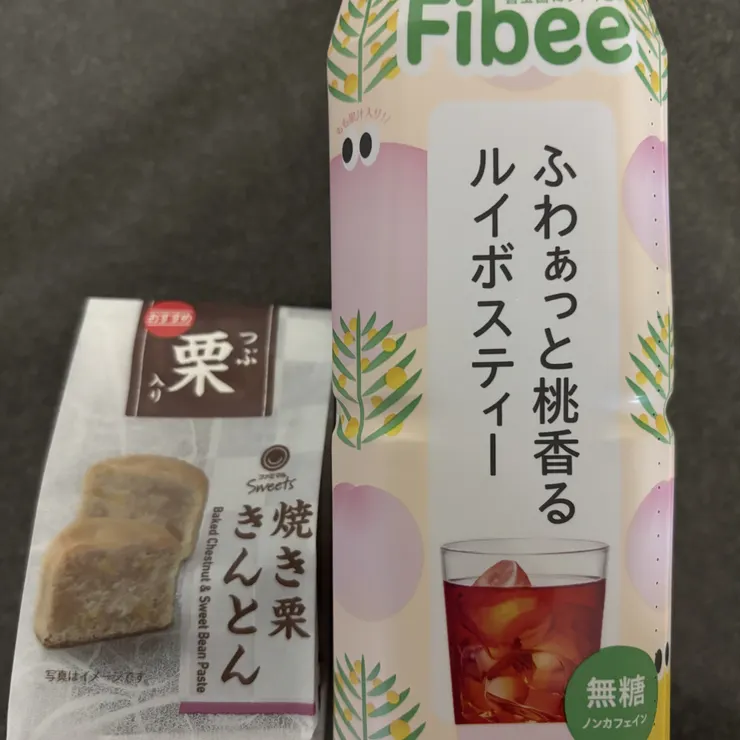 おすすめ
つぶ
栗
入り
Sweets
焼き栗
きんとん
Baked Chestnut & Sweet Bean Paste
写真はイメージです
Fibee
ふわぁっと桃香る
ルイボスティー
無糖
ノンカフェイン